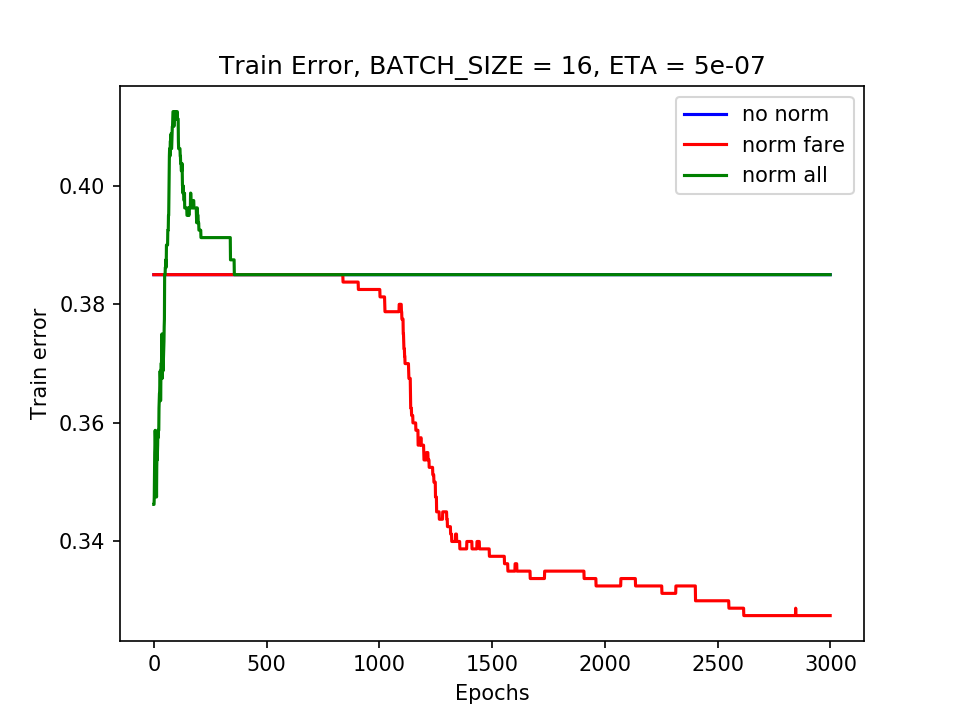 Train Error, BATCH_SIZE = 16, ETA = 5e-07
no norm
norm fare
norm all
0.40
0.38
0.36
0.34
Train error
0 500 1000 1500 2000 2500 3000
Epochs